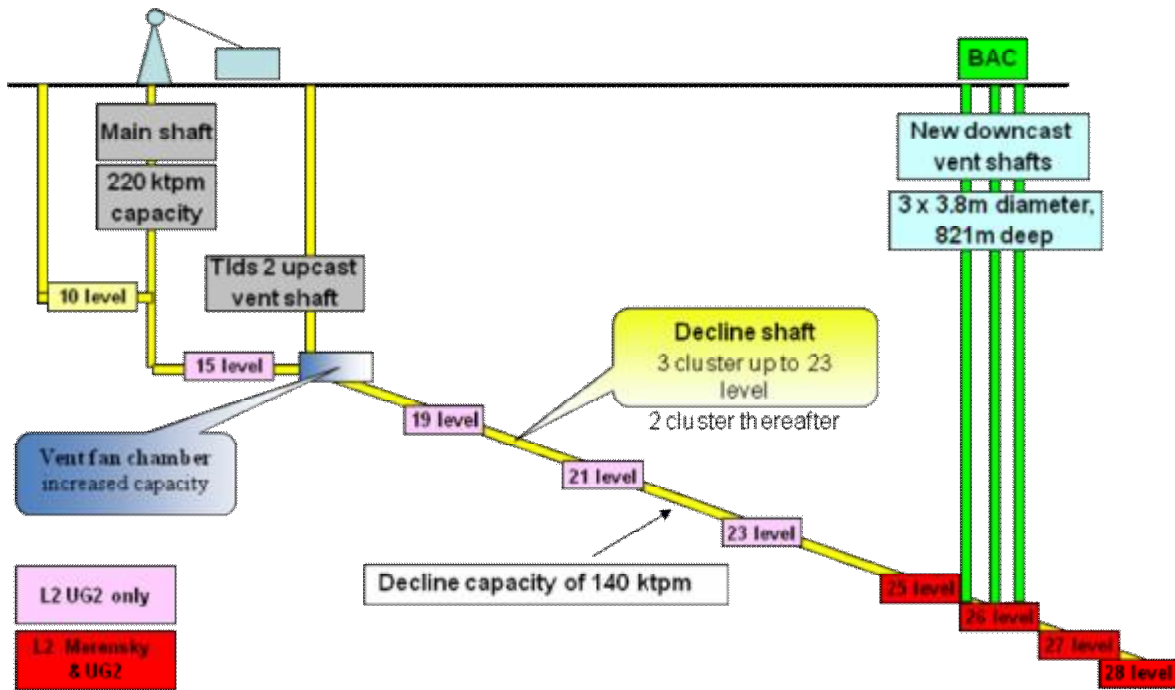 BAC
Main shaft
220 ktpm
capacity
New downcast
vent shafts
3 x 3.8m diameter,
821m deep
Tlds 2 upcast
vent shaft
10 level
15 level
Decline shaft
3 cluster up to 23
level
2 cluster thereafter
19 level
Vent fan chamber
increased capacity
21 level
23 level
Decline capacity of 140 ktpm
25 level
26 level
27 level
28 level
L2 UG2 only
L2 Merensky
& UG2